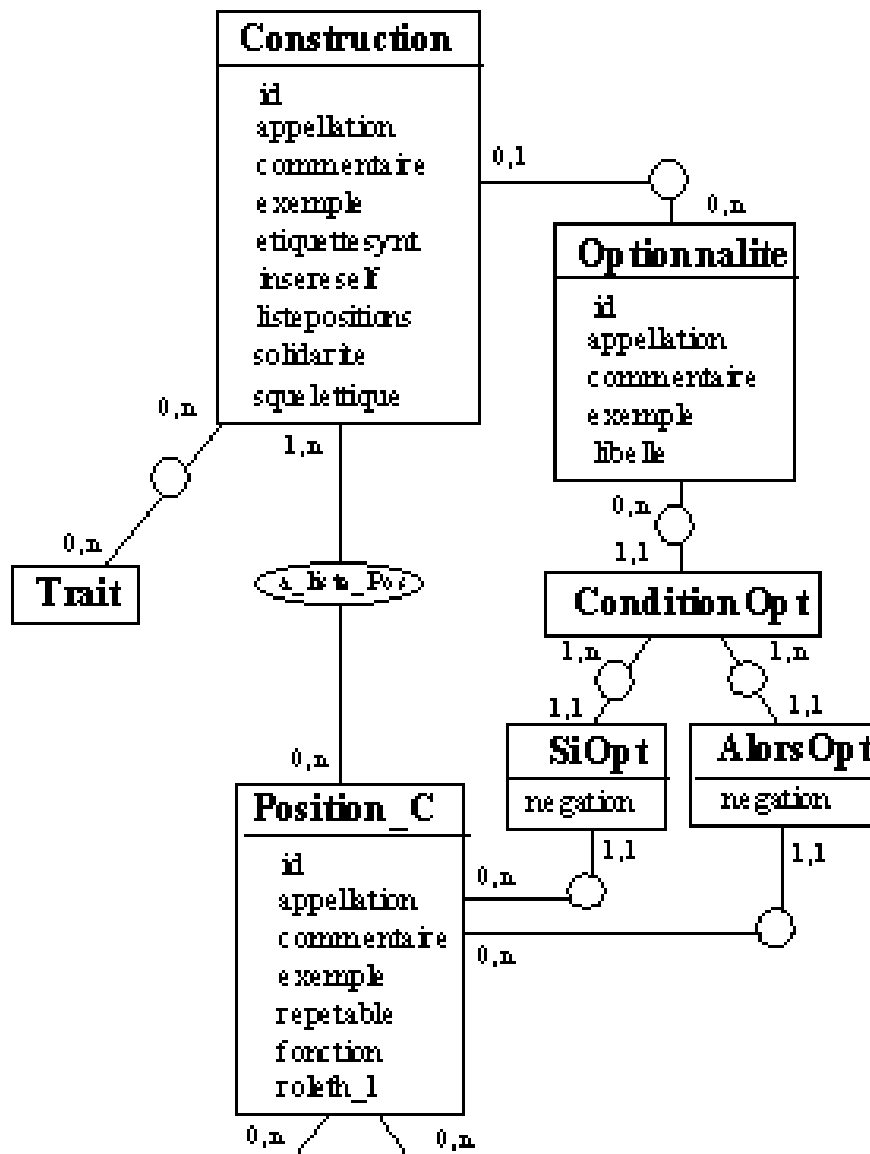 Construction
id
appellation
commentaire
exemple
etiquettesynt
insereself
listepositions
solidarite
squelettique
0,1
0,n
Optionnalite
id
appellation
commentaire
exemple
libelle
0,n
1,n
0,n
Trait
a_liste_Pos
0,n
1,1
ConditionOpt
1,n
1,n
1,1
1,1
SiOpt
negation
AlorsOpt
negation
1,1
1,1
0,n
Position_C
id
appellation
commentaire
exemple
repetable
fonction
roleth_l
0,n
0,n
0,n
0,n